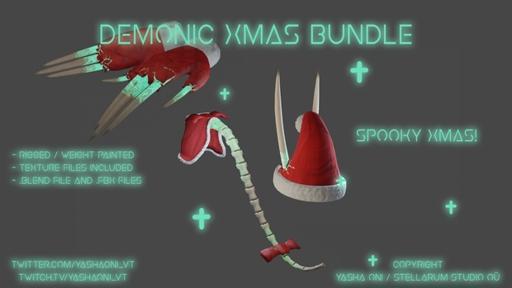 DEMONIC XMAS BUNDLE
SPOOKY XMAS!
- RIGGED / WEIGHT PAINTED
- TEXTURE FILES INCLUDED
- .BLEND FILE AND .FBX FILES
TWITTER.COM/YASHAONI_VT
TWITCH.TV/YASHAONI_VT
COPYRIGHT
YASHA ONI / STELLARUM STUDIO OÜ